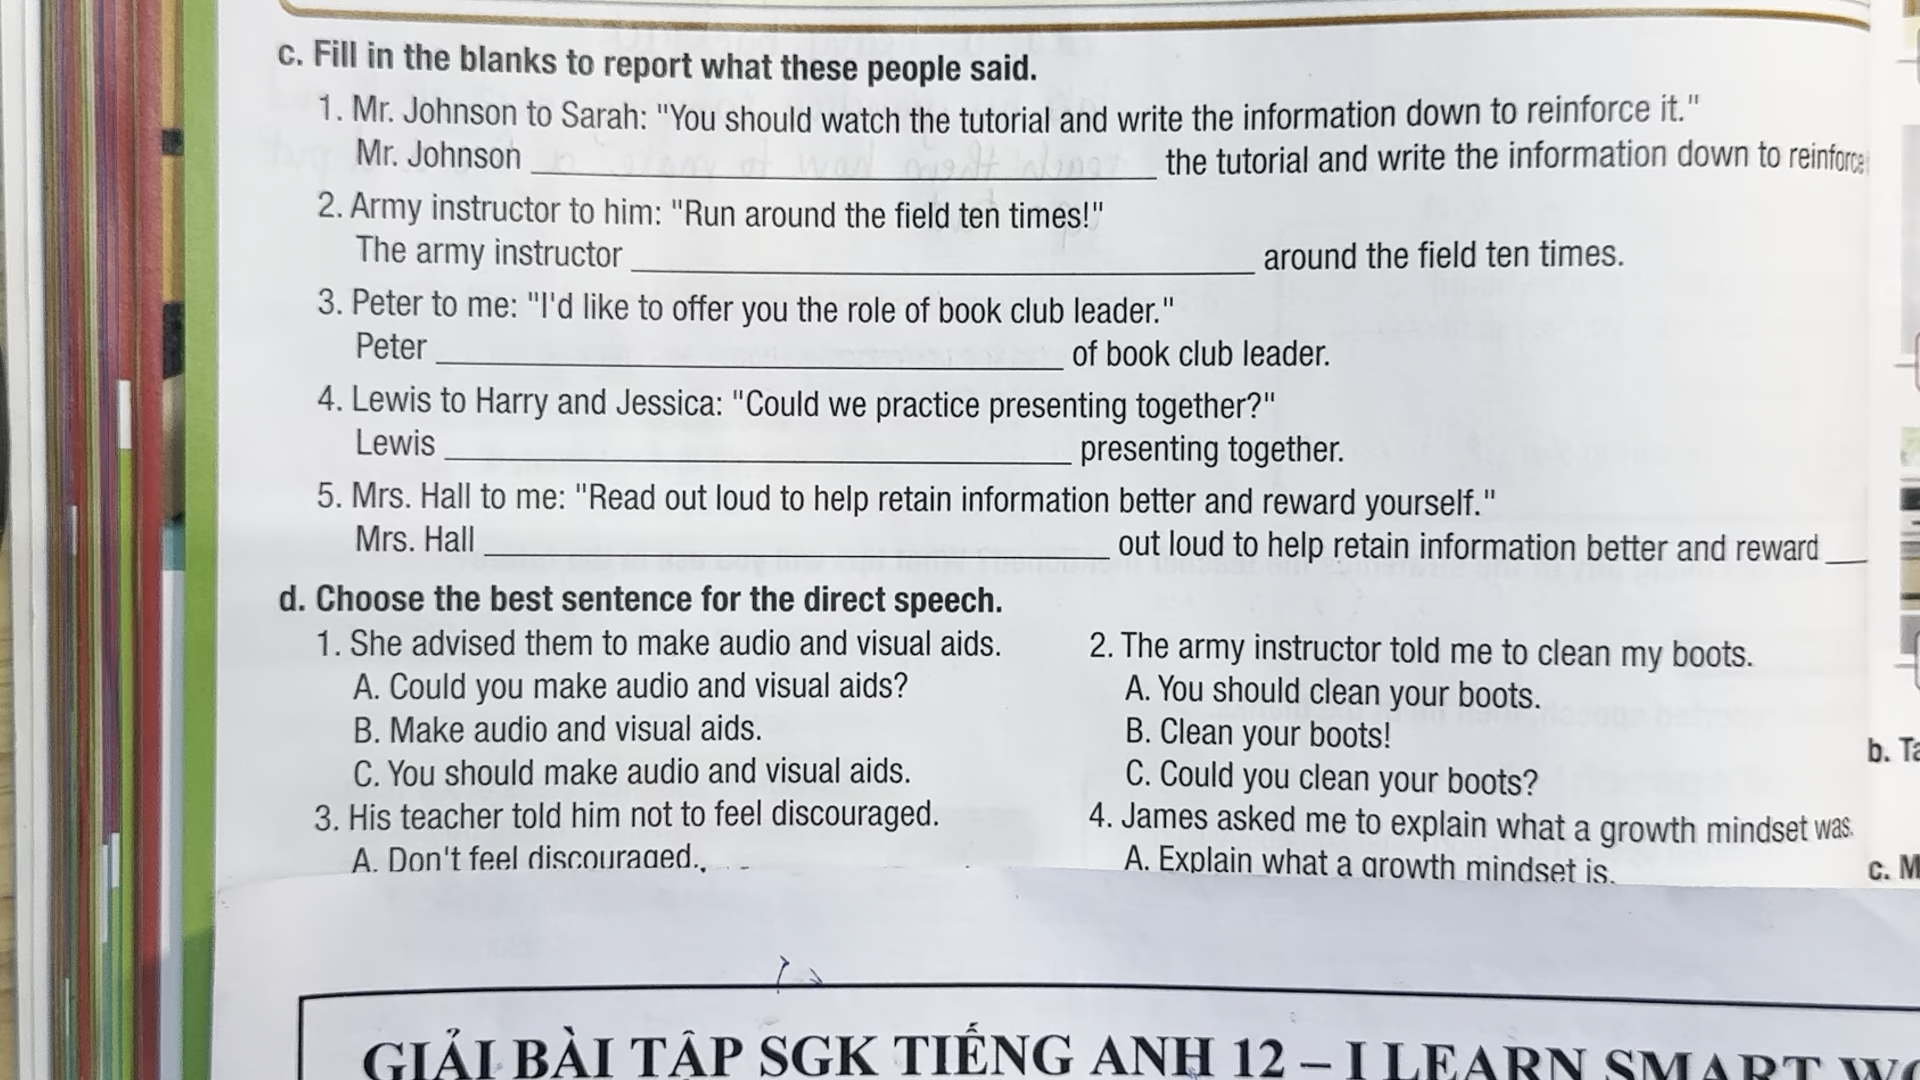 c. Fill in the blanks to report what these people said.
1. Mr. Johnson to Sarah: "You should watch the tutorial and write the information down to reinforce it."
Mr. Johnson ______ the tutorial and write the information down to reinforce
2. Army instructor to him: "Run around the field ten times!"
The army instructor ______ around the field ten times.
3. Peter to me: "I'd like to offer you the role of book club leader."
Peter ______ of book club leader.
4. Lewis to Harry and Jessica: "Could we practice presenting together?"
Lewis ______ presenting together.
5. Mrs. Hall to me: "Read out loud to help retain information better and reward yourself."
Mrs. Hall ______ out loud to help retain information better and reward __
d. Choose the best sentence for the direct speech.
1. She advised them to make audio and visual aids.
A. Could you make audio and visual aids?
B. Make audio and visual aids.
C. You should make audio and visual aids.
2. The army instructor told me to clean my boots.
A. You should clean your boots.
B. Clean your boots!
C. Could you clean your boots?
3. His teacher told him not to feel discouraged.
A. Don't feel discouraged.
4. James asked me to explain what a growth mindset was.
A. Explain what a growth mindset is.
b. Ta
c. M
GIẢI BÀI TẬP SGK TIẾNG ANH 12 – I LEARN SMART WO